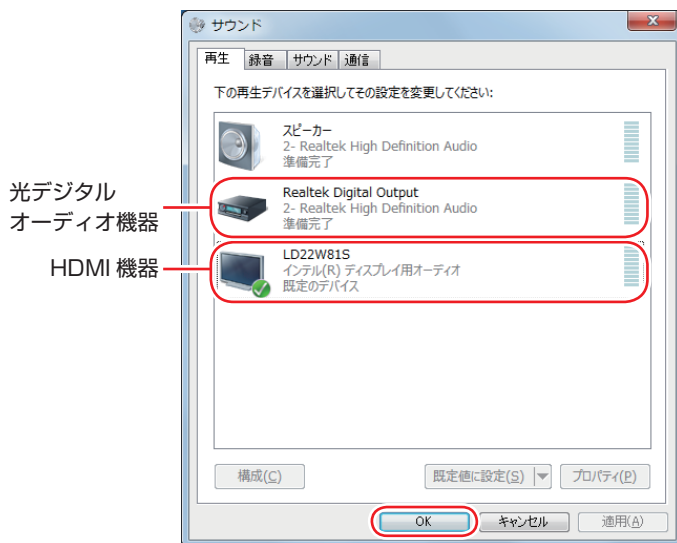 サウンド
再生 録音 サウンド 通信
下の再生デバイスを選択してその設定を変更してください:
スピーカー
2- Realtek High Definition Audio
準備完了
光デジタル
オーディオ機器
Realtek Digital Output
2- Realtek High Definition Audio
準備完了
HDMI 機器
LD22W81S
インテル(R) ディスプレイ用オーディオ
既定のデバイス
構成(C) 既定値に設定(S) プロパティ(P)
OK キャンセル 適用(A)